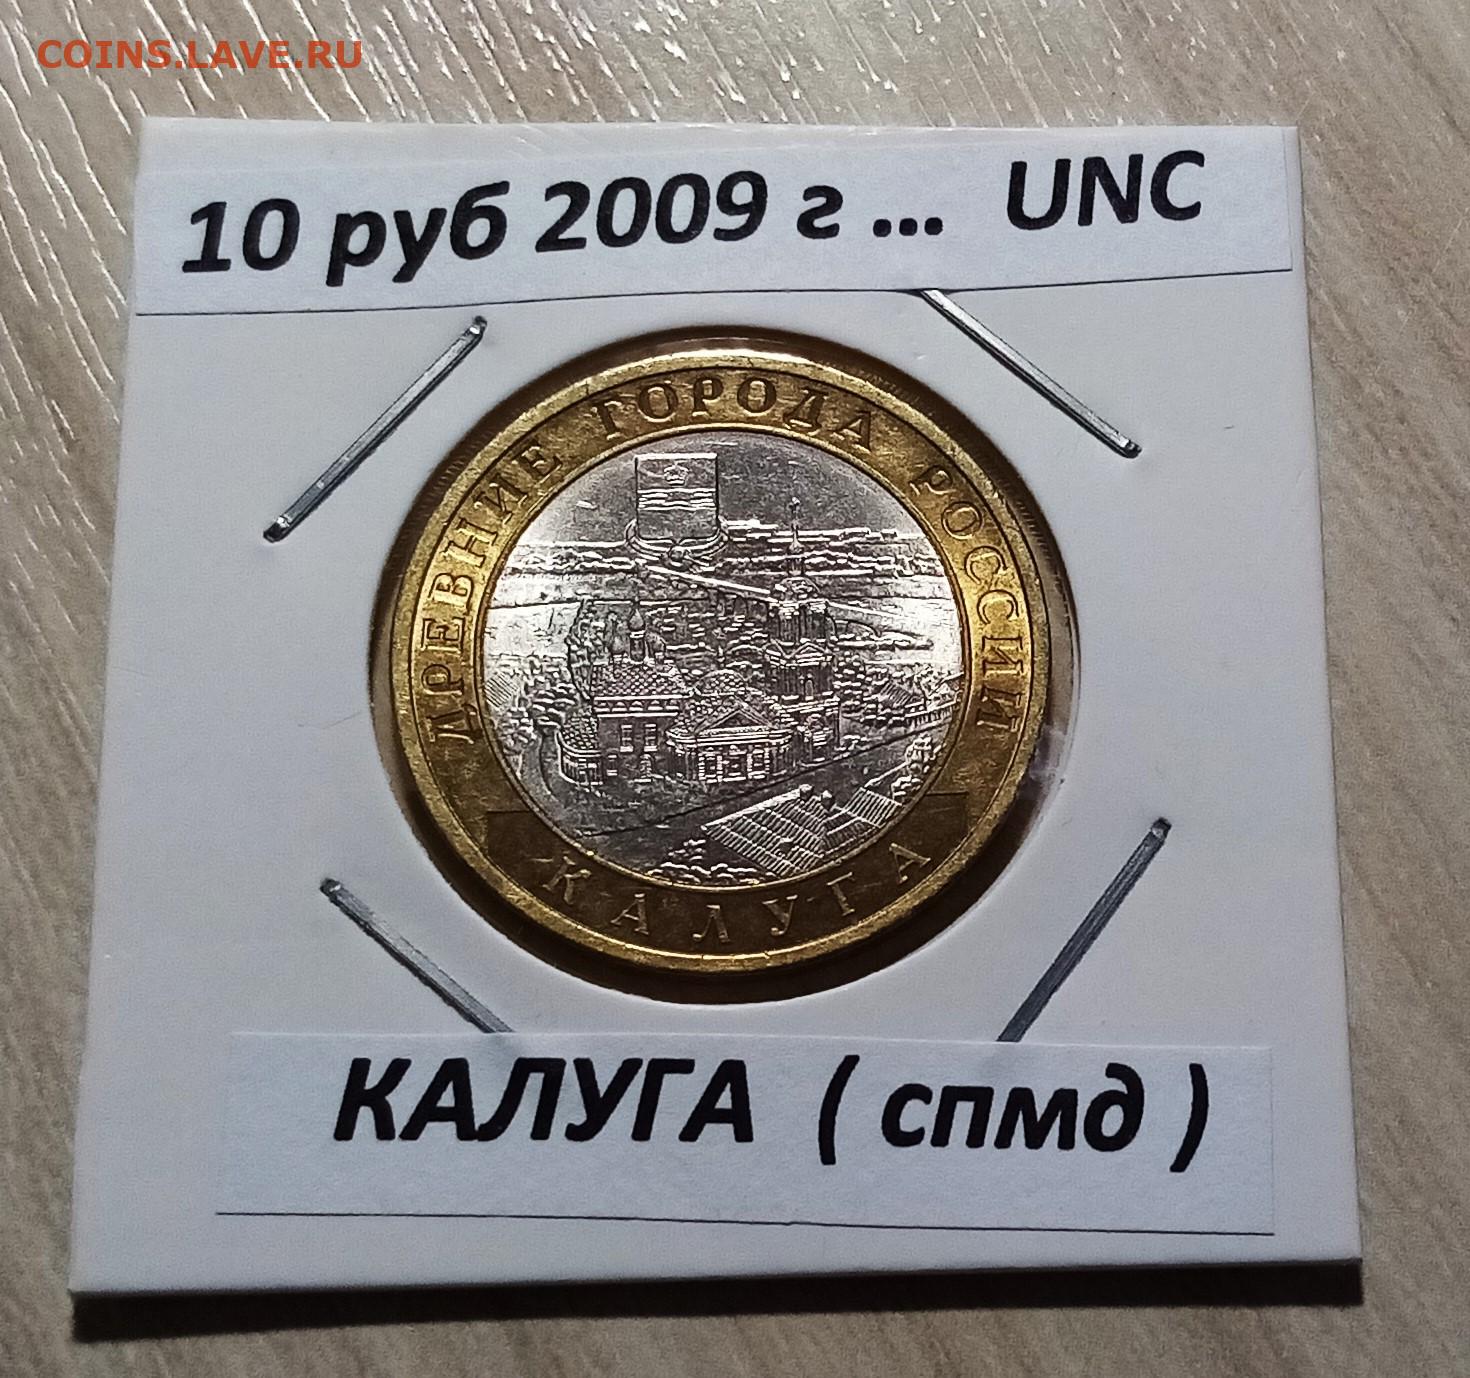 COINS.LAVE.RU
10 руб 2009 г ... UNC
ДРЕВНИЕ ГОРОДА РОССИИ
КАЛУГА
КАЛУГА ( спмд )